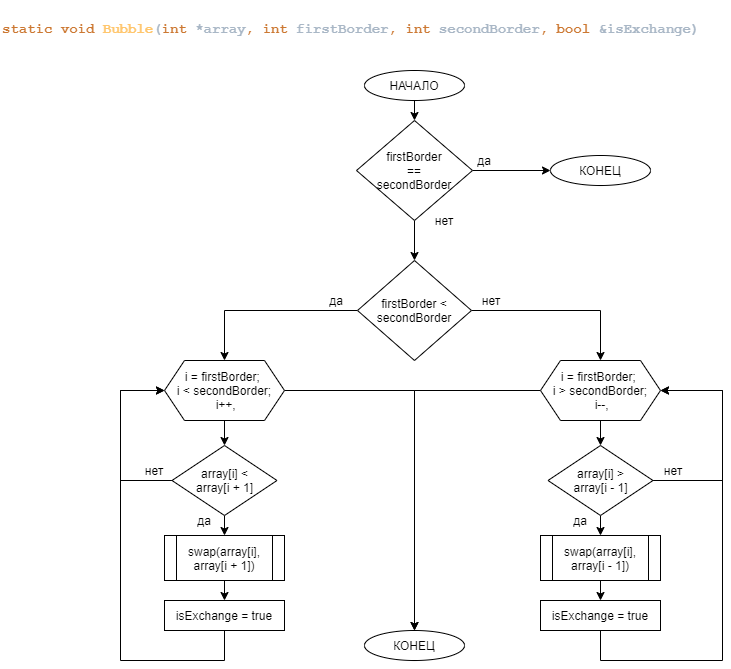 static void Bubble(int *array, int firstBorder, int secondBorder, bool &isExchange)
НАЧАЛО
firstBorder
==
secondBorder
да
КОНЕЦ
нет
firstBorder <
secondBorder
да
нет
i = firstBorder;
i < secondBorder;
i++,
i = firstBorder;
i > secondBorder;
i--,
array[i] <
array[i + 1]
нет
да
array[i] >
array[i - 1]
нет
да
swap(array[i],
array[i + 1])
swap(array[i],
array[i - 1])
isExchange = true
isExchange = true
КОНЕЦ